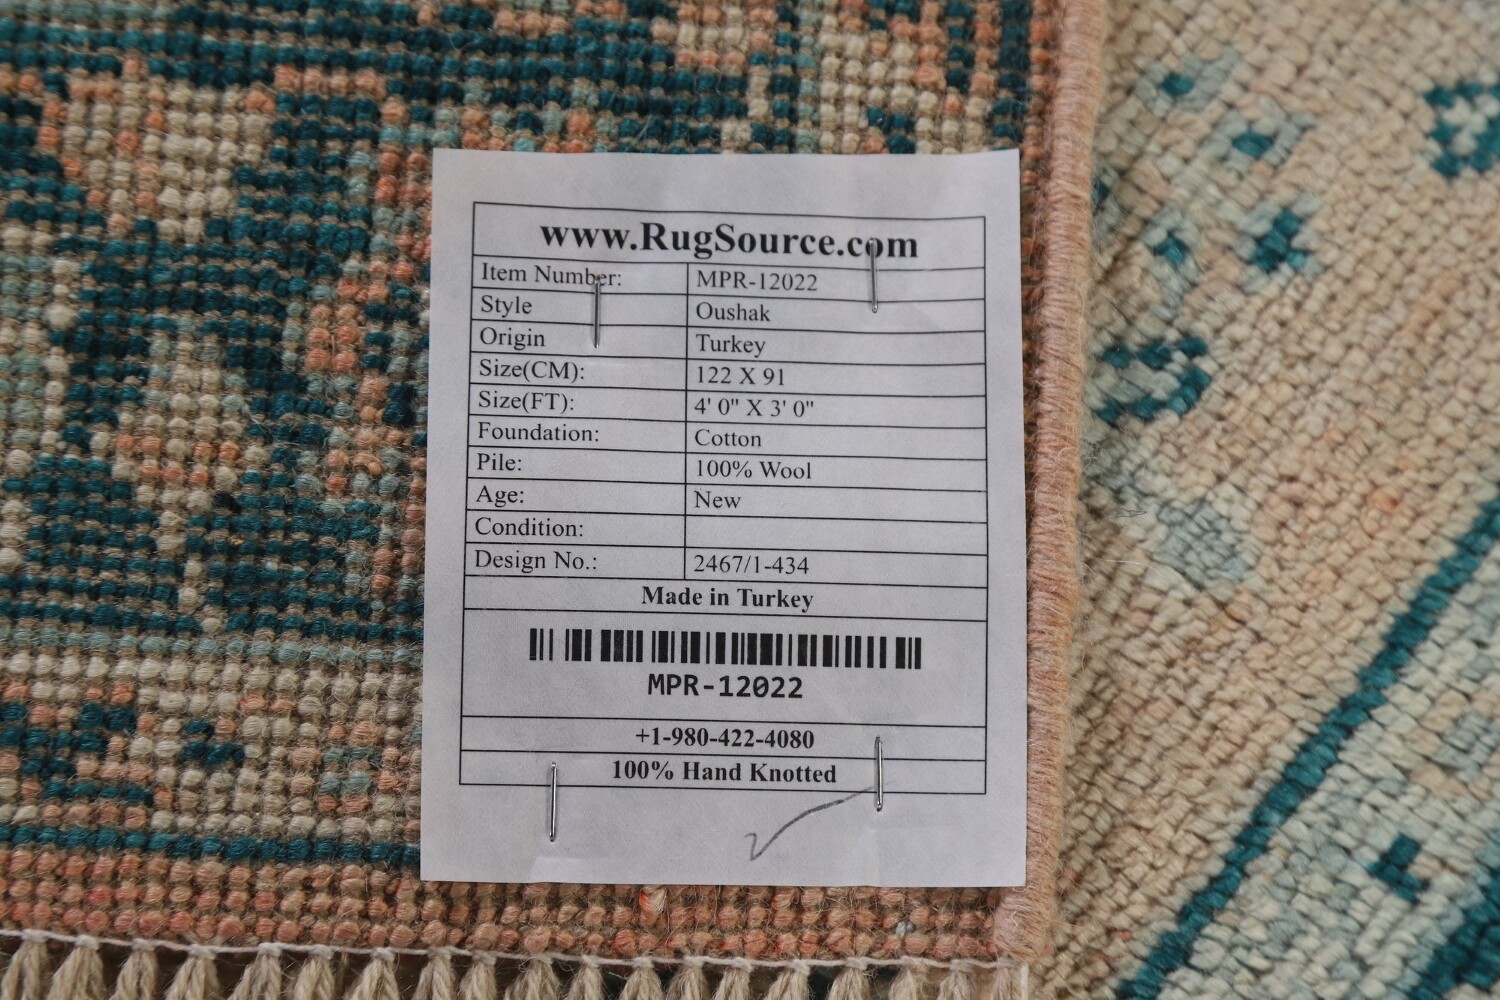 www.RugSource.com
Item Number: MPR-12022
Style Oushak
Origin Turkey
Size(CM): 122 X 91
Size(FT): 4' 0" X 3' 0"
Foundation: Cotton
Pile: 100% Wool
Age: New
Condition:
Design No.: 2467/1-434
Made in Turkey
MPR-12022
+1-980-422-4080
100% Hand Knotted